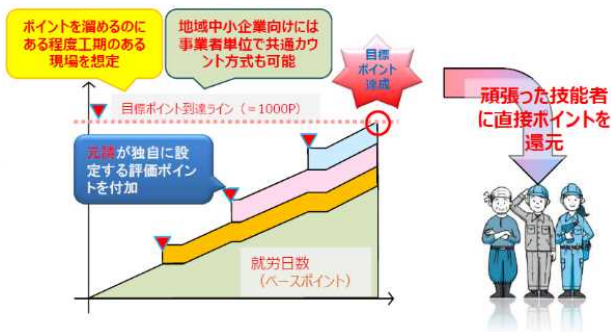 ポイントを溜めるのに
ある程度工期のある
現場を想定
地域中小企業向けには
事業者単位で共通カウ
ント方式も可能
目標
ポイント
達成
目標ポイント到達ライン（＝1000P）
頑張った技能者
に直接ポイントを
還元
元請が独自に設
定する評価ポイン
トを付加
就労日数
（ベースポイント）